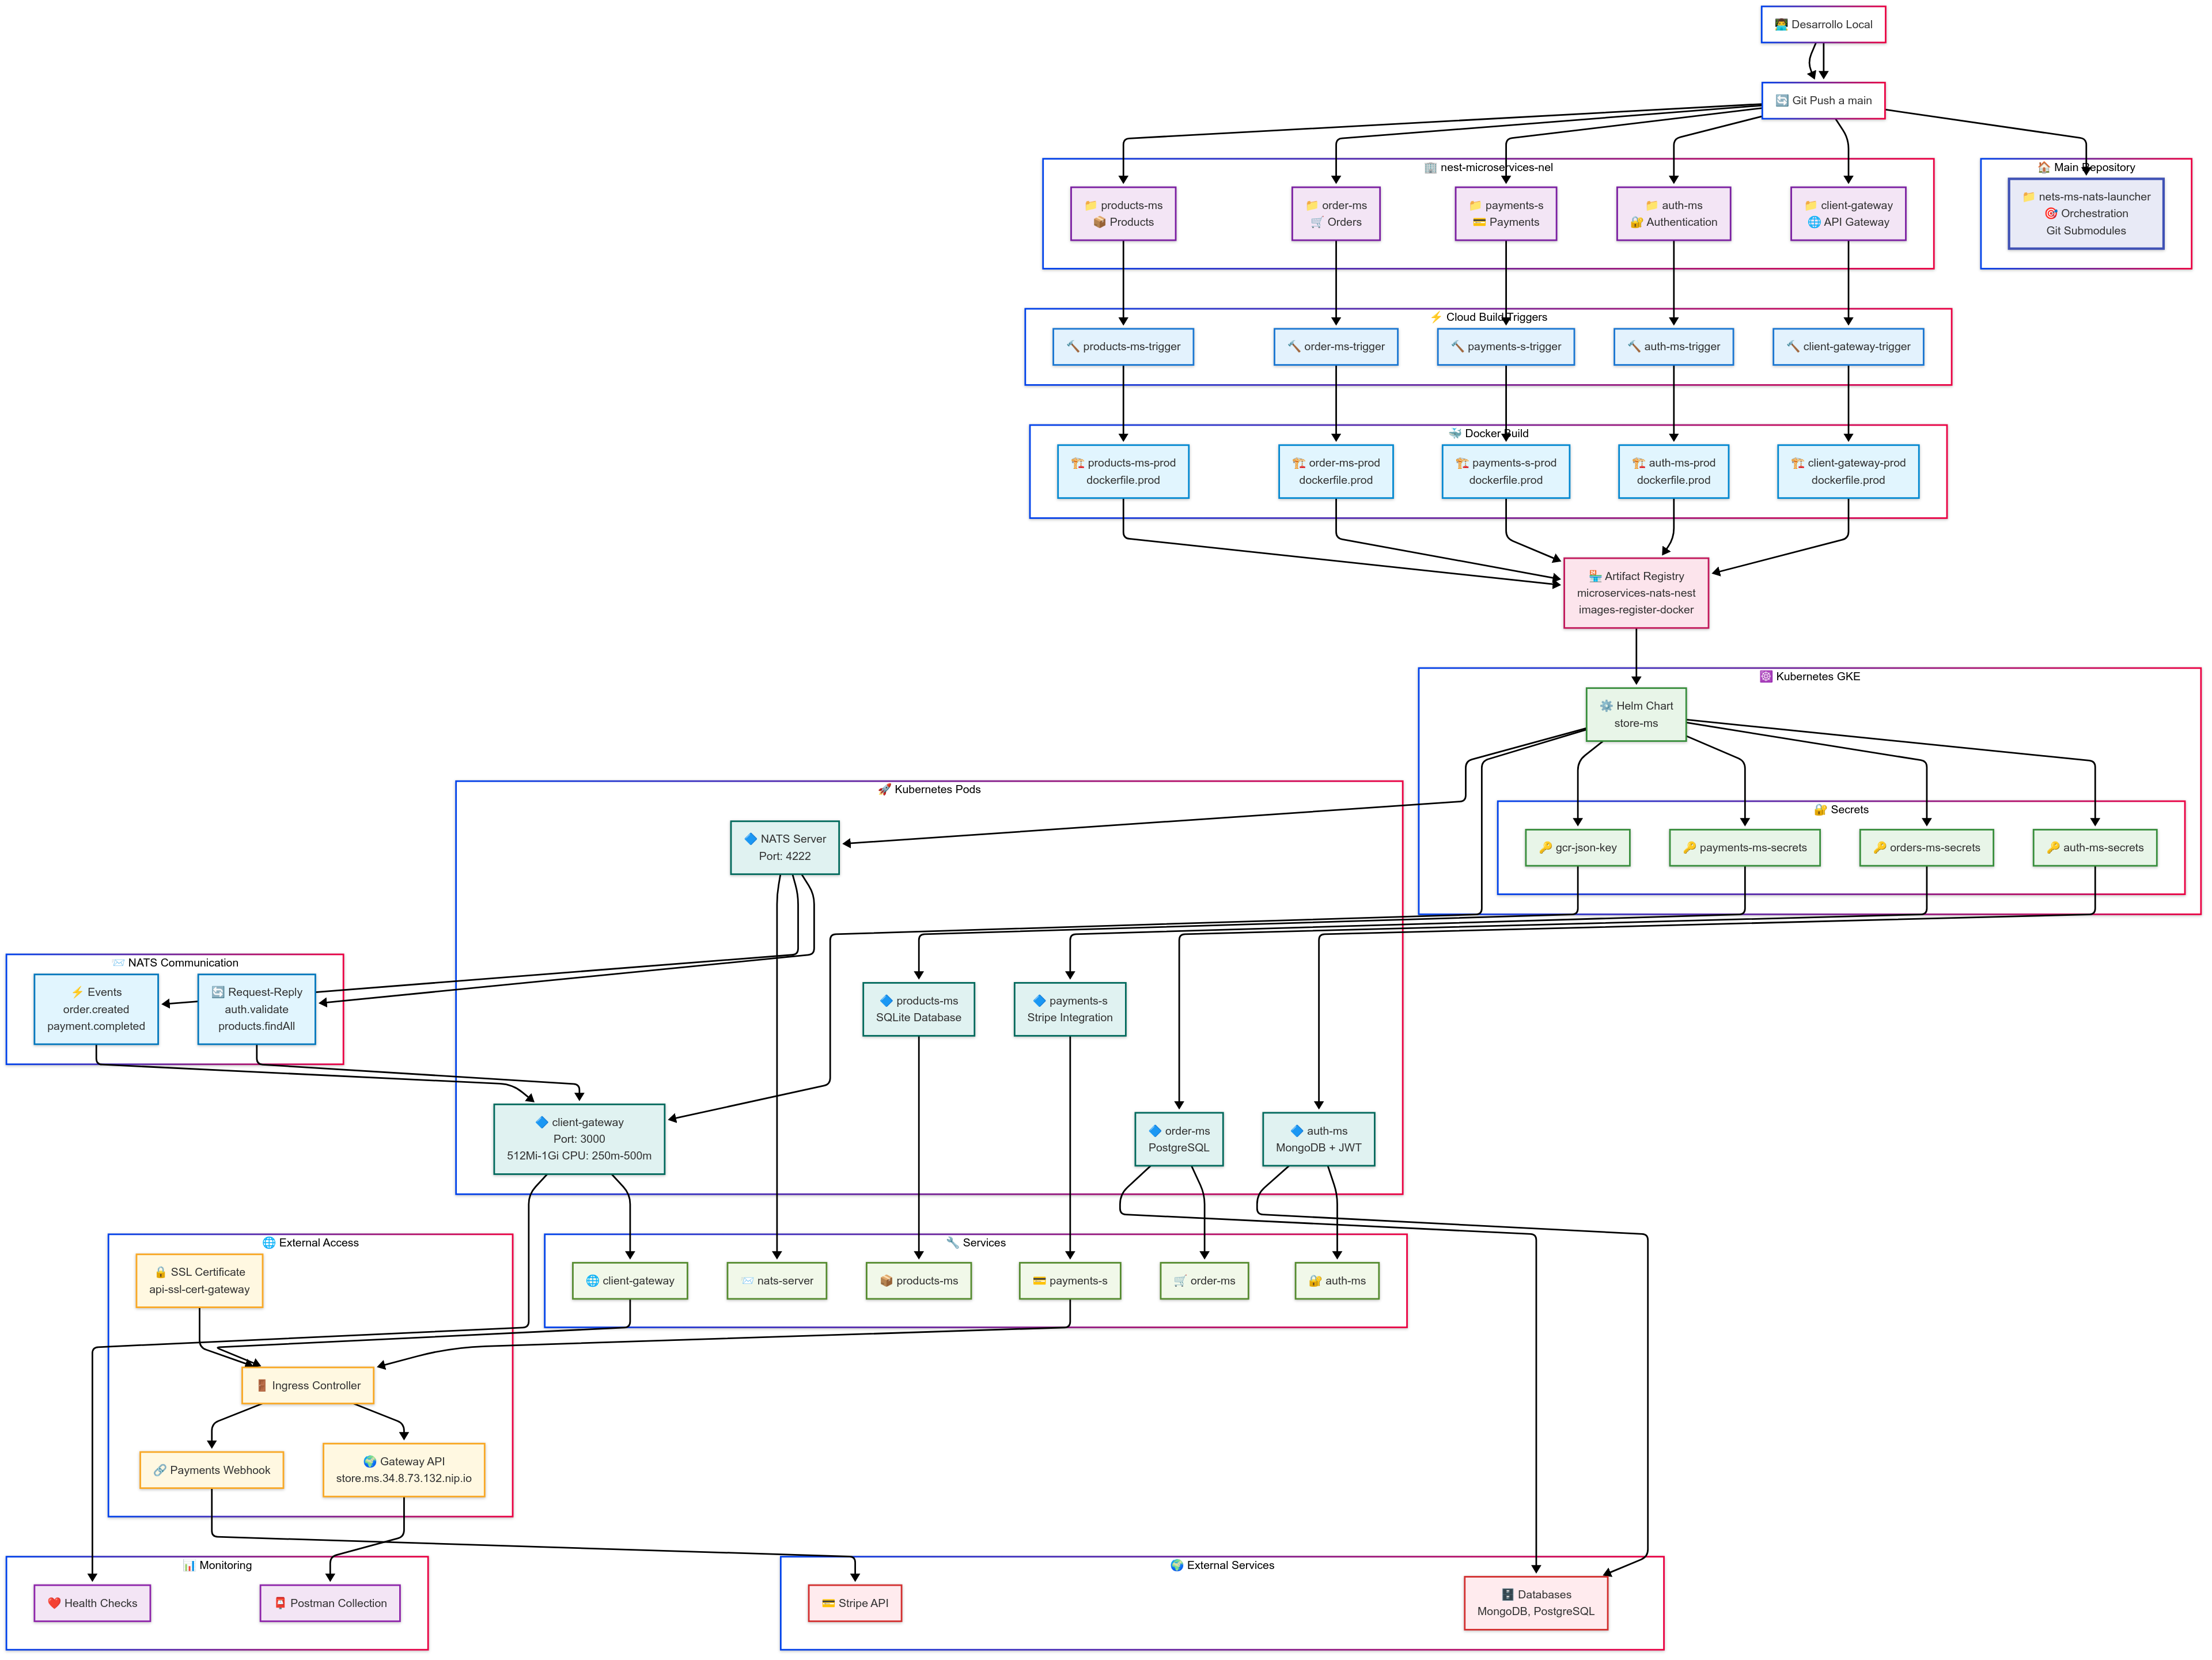 👨‍💻 Desarrollo Local
🔄 Git Push a main
🏢 nest-microservices-nel
🏠 Main Repository
📁 products-ms
📦 Products
📁 order-ms
🛒 Orders
📁 payments-s
💳 Payments
📁 auth-ms
🔐 Authentication
📁 client-gateway
🌐 API Gateway
📁 nets-ms-nats-launcher
🎯 Orchestration
Git Submodules
⚡ Cloud Build Triggers
🔨 products-ms-trigger
🔨 order-ms-trigger
🔨 payments-s-trigger
🔨 auth-ms-trigger
🔨 client-gateway-trigger
🐳 Docker Build
🏗️ products-ms-prod
dockerfile.prod
🏗️ order-ms-prod
dockerfile.prod
🏗️ payments-s-prod
dockerfile.prod
🏗️ auth-ms-prod
dockerfile.prod
🏗️ client-gateway-prod
dockerfile.prod
🏪 Artifact Registry
microservices-nats-nest
images-register-docker
☸️ Kubernetes GKE
⚙️ Helm Chart
store-ms
🔐 Secrets
🔑 gcr-json-key
🔑 payments-ms-secrets
🔑 orders-ms-secrets
🔑 auth-ms-secrets
🚀 Kubernetes Pods
🔷 NATS Server
Port: 4222
📨 NATS Communication
⚡ Events
order.created
payment.completed
🔄 Request-Reply
auth.validate
products.findAll
🔷 products-ms
SQLite Database
🔷 payments-s
Stripe Integration
🔷 client-gateway
Port: 3000
512Mi-1Gi CPU: 250m-500m
🔷 order-ms
PostgreSQL
🔷 auth-ms
MongoDB + JWT
🌐 External Access
🔒 SSL Certificate
api-ssl-cert-gateway
🔧 Services
🌐 client-gateway
📨 nats-server
📦 products-ms
💳 payments-s
🛒 order-ms
🔐 auth-ms
🚪 Ingress Controller
🔗 Payments Webhook
🌍 Gateway API
store.ms.34.8.73.132.nip.io
📊 Monitoring
❤️ Health Checks
📮 Postman Collection
🌍 External Services
💳 Stripe API
🗄️ Databases
MongoDB, PostgreSQL